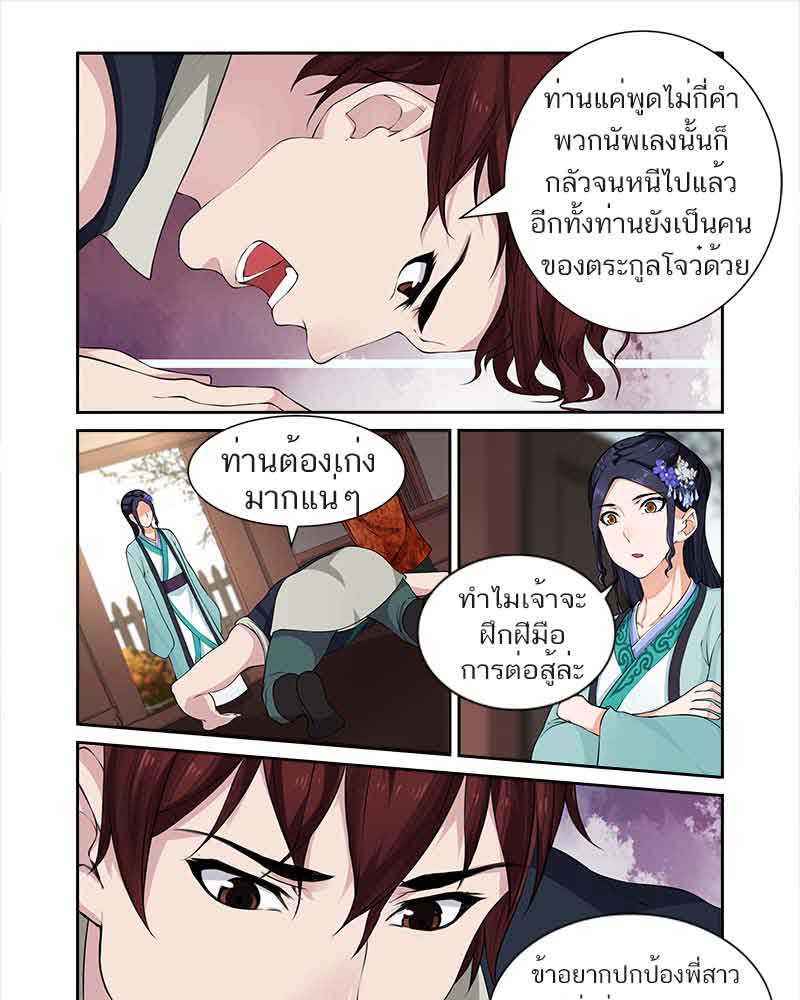 ท่านแค่พูดไม่กี่คำ
พวกนัพเลงนั้นก็
กลัวจนหนีไปแล้ว
อีกทั้งท่านยังเป็นคน
ของตระกูลโจว๋ด้วย
ท่านต้องเก่ง
มากแน่ๆ
ทำไมเจ้าจะ
ฝึกฝีมือ
การต่อสู้ล่ะ
ข้าอยากปกป้องพี่สาว